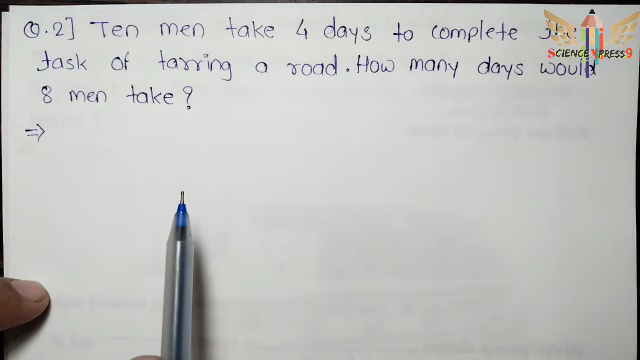 Q.2] Ten men take 4 days to complete the
task of tarring a road. How many days would
8 men take?
⇒
SCIENCE XPRESS9